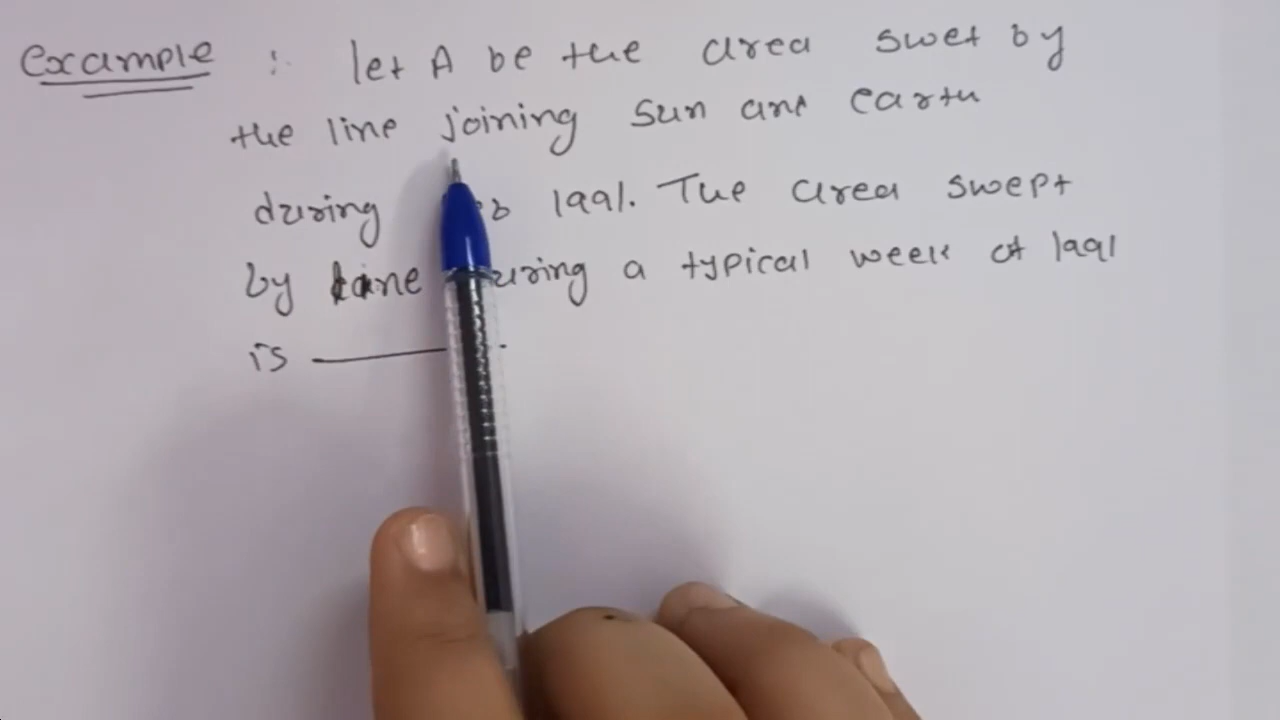 Example : let A be the area swet by
the line joining sun and earth
during 1991. The area swept
by line during a typical week of 1991
is